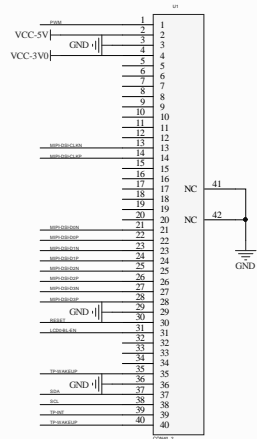 U1
PWM 1 1
VCC-5V 2 2
GND 3 3
VCC-3V0 4 4
5 5
6 6
7 7
8 8
9 9
10 10
11 11
12 12
MIPI-DSI-CLKN 13 13
MIPI-DSI-CLKP 14 14
15 15
16 16
17 17 NC 41
18 18
19 19
20 20 NC 42
MIPI-DSI-D0N 21 21
22 22
MIPI-DSI-D1N 23 23
MIPI-DSI-D1P 24 24
MIPI-DSI-D2N 25 25
MIPI-DSI-D2P 26 26
MIPI-DSI-D3N 27 27
MIPI-DSI-D3P 28 28
GND 29 29
RESET 30 30
LCD0-BL-EN 31 31
32 32
33 33
34 34
TP-WAKEUP 35 35
GND 36 36
SDA 37 37
SCL 38 38
TP-INT 39 39
TP-WAKEUP 40 40
GND